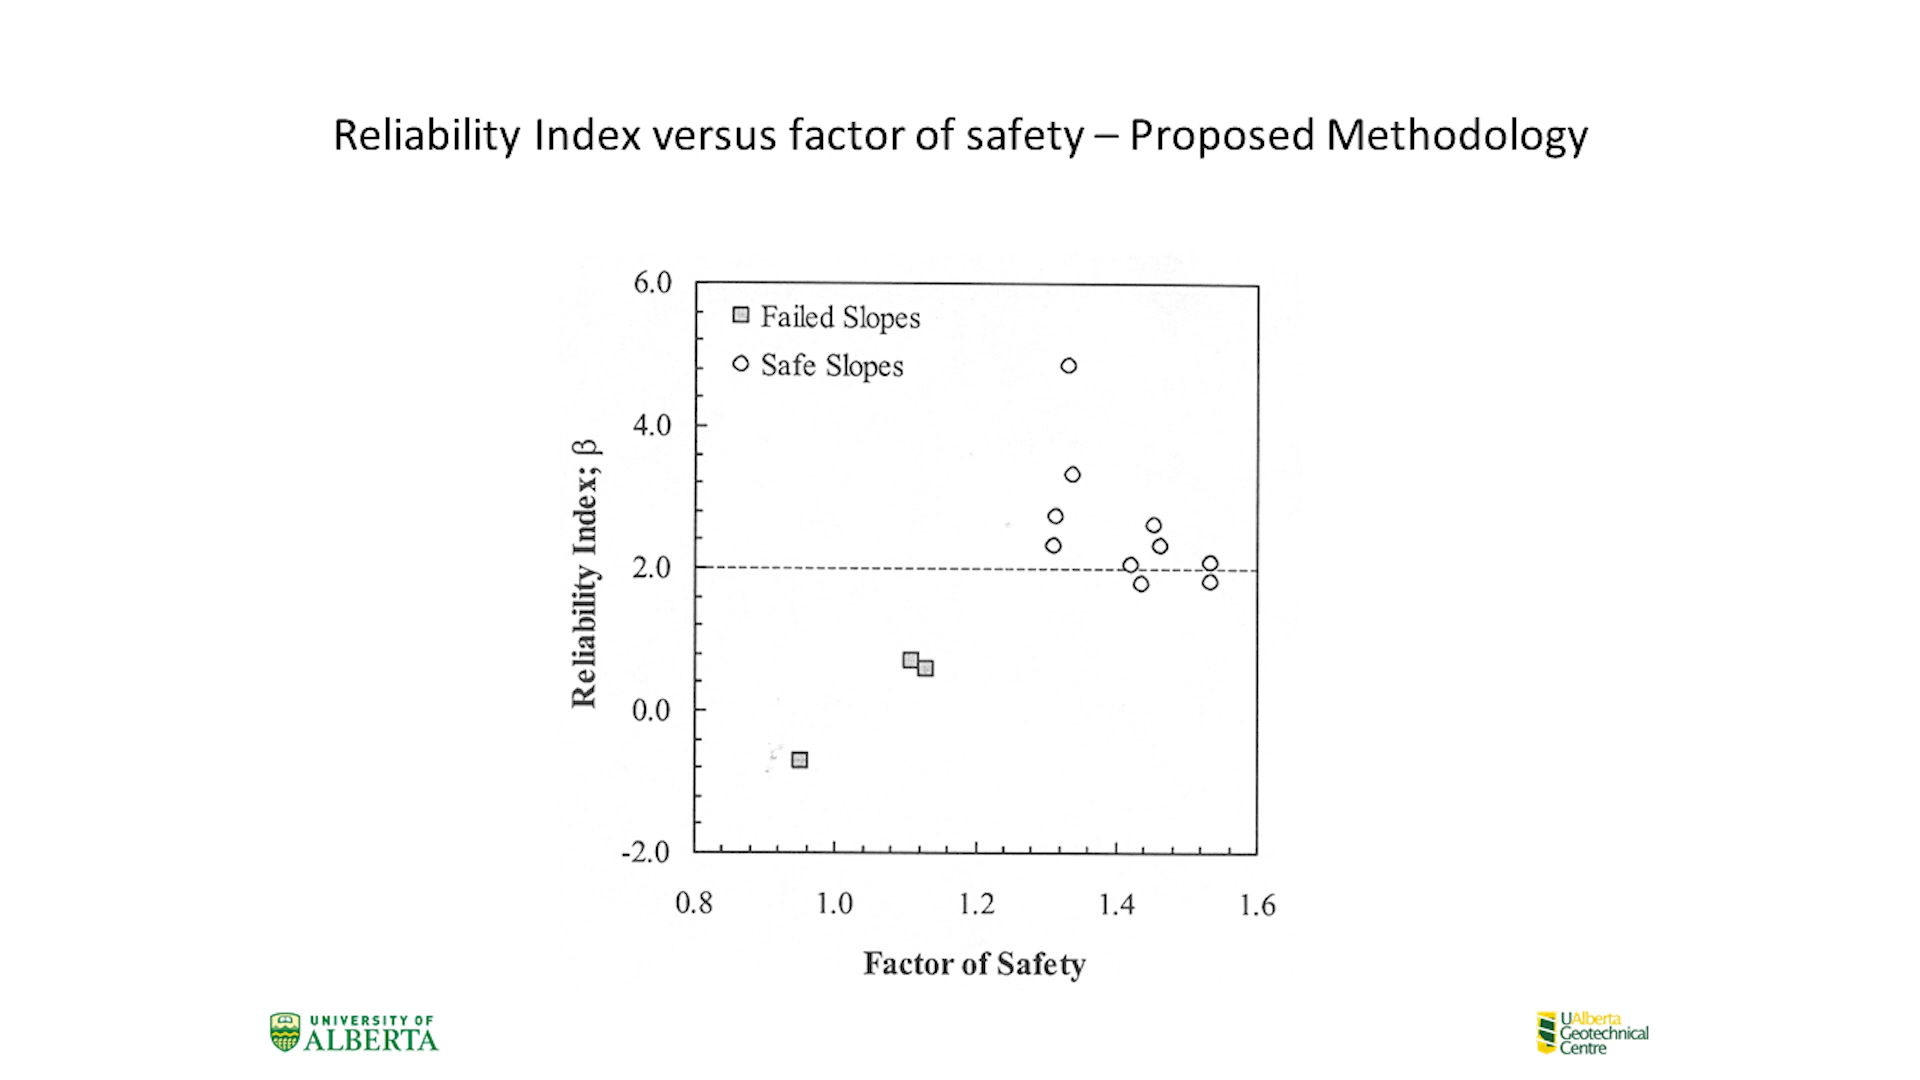 Reliability Index versus factor of safety – Proposed Methodology
6.0
Failed Slopes
Safe Slopes
4.0
Reliability Index; β
2.0
0.0
-2.0
0.8 1.0 1.2 1.4 1.6
Factor of Safety
UNIVERSITY OF
ALBERTA
UAlberta
Geotechnical
Centre